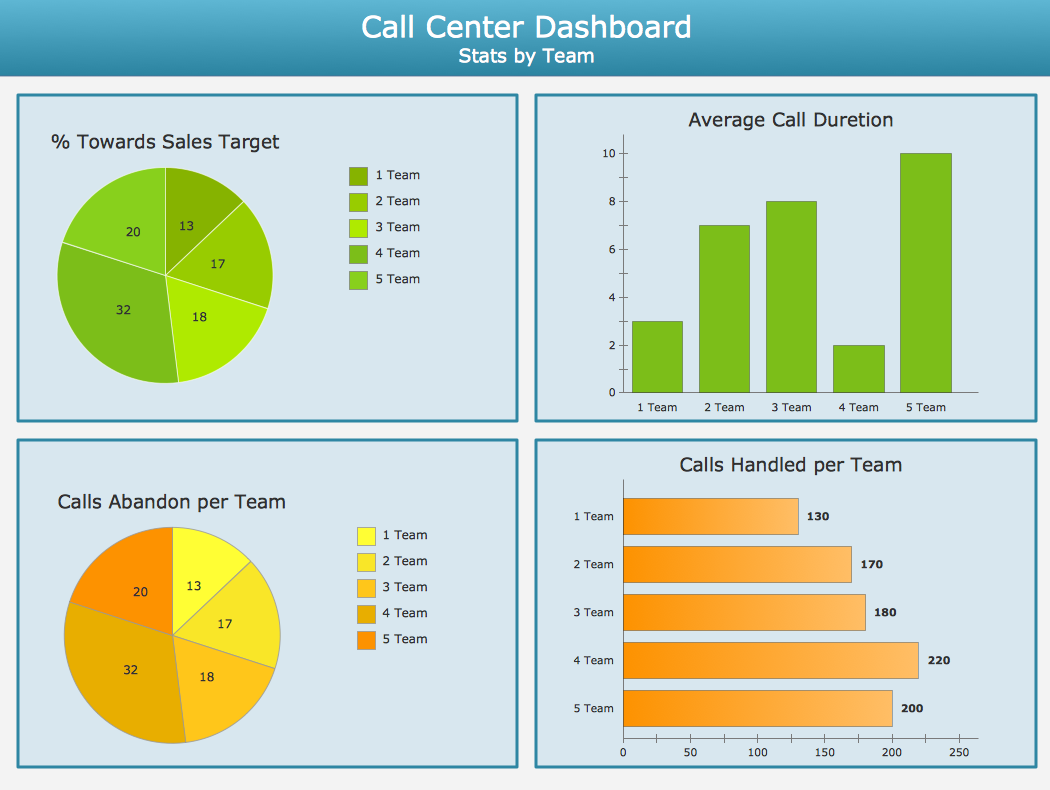 Call Center Dashboard
Stats by Team
% Towards Sales Target
13
17
18
32
20
1 Team
2 Team
3 Team
4 Team
5 Team
Average Call Duretion
10
8
6
4
2
0
1 Team 2 Team 3 Team 4 Team 5 Team
Calls Abandon per Team
13
17
18
32
20
1 Team
2 Team
3 Team
4 Team
5 Team
Calls Handled per Team
1 Team 130
2 Team 170
3 Team 180
4 Team 220
5 Team 200
0 50 100 150 200 250